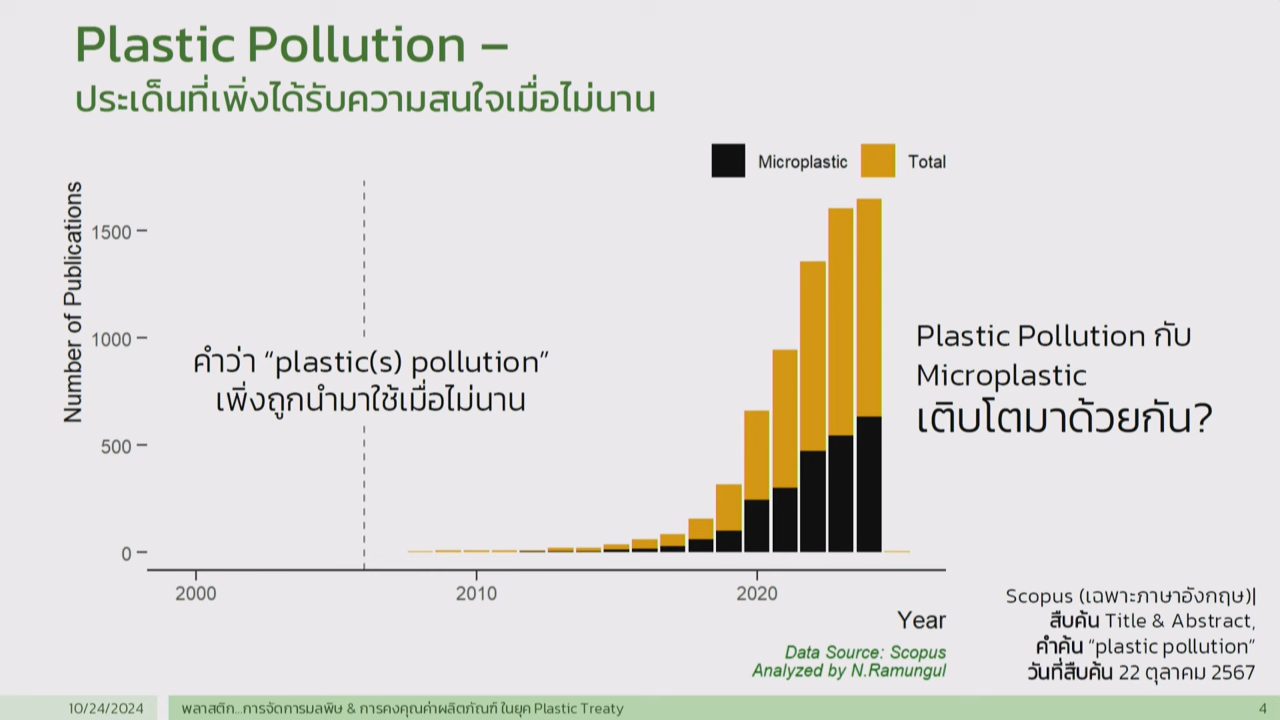 Plastic Pollution –
ประเด็นที่เพิ่งได้รับความสนใจเมื่อไม่นาน
Microplastic
Total
Number of Publications
1500
1000
500
0
คำว่า “plastic(s) pollution”
เพิ่งถูกนำมาใช้เมื่อไม่นาน
Plastic Pollution กับ
Microplastic
เติบโตมาด้วยกัน?
2000
2010
2020
Year
Data Source: Scopus
Analyzed by N.Ramungul
Scopus (เฉพาะภาษาอังกฤษ)|
สืบค้น Title & Abstract,
คำค้น “plastic pollution”
วันที่สืบค้น 22 ตุลาคม 2567
10/24/2024
พลาสติก...การจัดการมลพิษ & การคงคุณค่าผลิตภัณฑ์ ในยุค Plastic Treaty
4